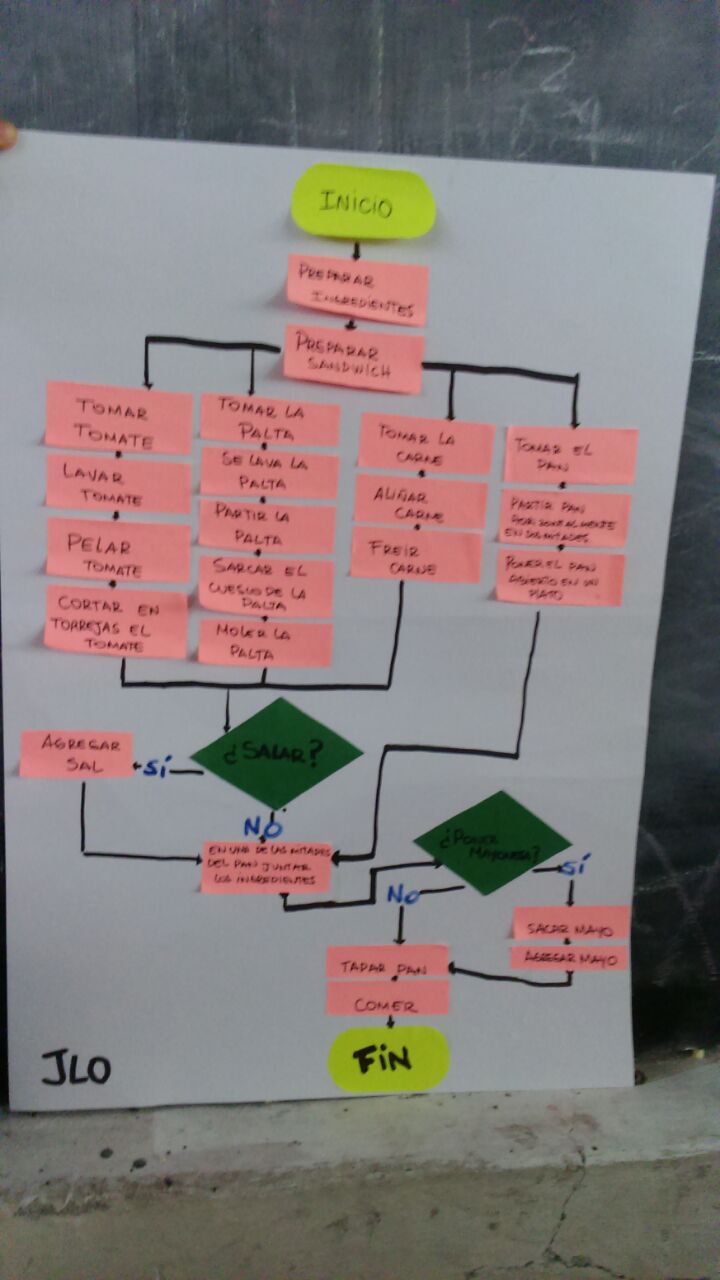 INICIO
PREPARAR
INGREDIENTES
PREPARAR
SANDWICH
TOMAR
TOMATE
LAVAR
TOMATE
PELAR
TOMATE
CORTAR EN
TORREJAS EL
TOMATE
TOMAR LA
PALTA
SE LAVA LA
PALTA
PARTIR LA
PALTA
SARCAR EL
CUESCO DE LA
PALTA
MOLER LA
PALTA
TOMAR LA
CARNE
ALIÑAR
CARNE
FREIR
CARNE
TOMAR EL
PAN
PARTIR PAN
HORIZONTALMENTE
EN DOS MITADES
PONER EL PAN
ABIERTO EN UN
PLATO
¿SALAR?
SÍ
AGREGAR
SAL
NO
EN UNA DE LAS MITADES
DEL PAN JUNTAR
LOS INGREDIENTES
¿PONER
MAYONESA?
SÍ
NO
SACAR MAYO
AGREGAR MAYO
TAPAR PAN
COMER
FIN
JLO